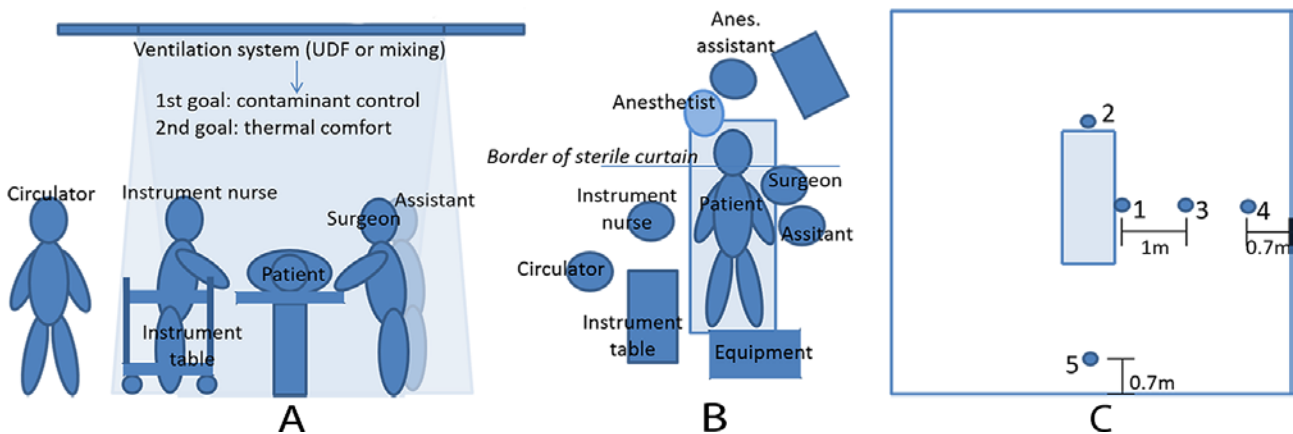 Ventilation system (UDF or mixing)
1st goal: contaminant control
2nd goal: thermal comfort
Circulator
Instrument nurse
Assistant
Surgeon
Patient
Instrument
table
A
Anes.
assistant
Anesthetist
Border of sterile curtain
Surgeon
Instrument
nurse
Patient
Assitant
Circulator
Instrument
table
Equipment
B
2
1
3
4
1m
0.7m
5
0.7m
C